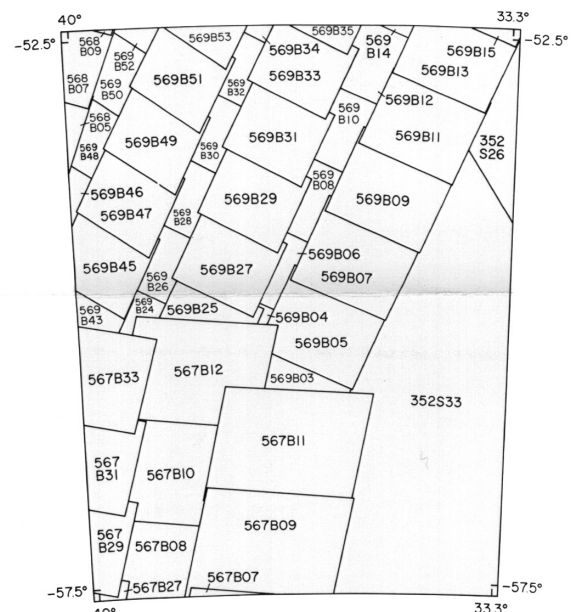 40°
33.3°
-52.5°
-52.5°
568
B09
569
B52
569B53
569B35
569B34
569
B14
569B15
568
B07
569
B50
569B51
569
B32
569B33
569B13
569B12
569
B10
568
B05
569
B48
569B49
569
B30
569B31
569B11
352
S26
569B46
569B47
569
B28
569B29
569
B08
569B09
569B45
569
B26
569B27
569B06
569B07
569
B43
569
B24
569B25
569B04
569B05
567B33
567B12
569B03
352S33
567B11
567
B31
567B10
567
B29
567B08
567B09
567B27
567B07
-57.5°
-57.5°
40°
33.3°